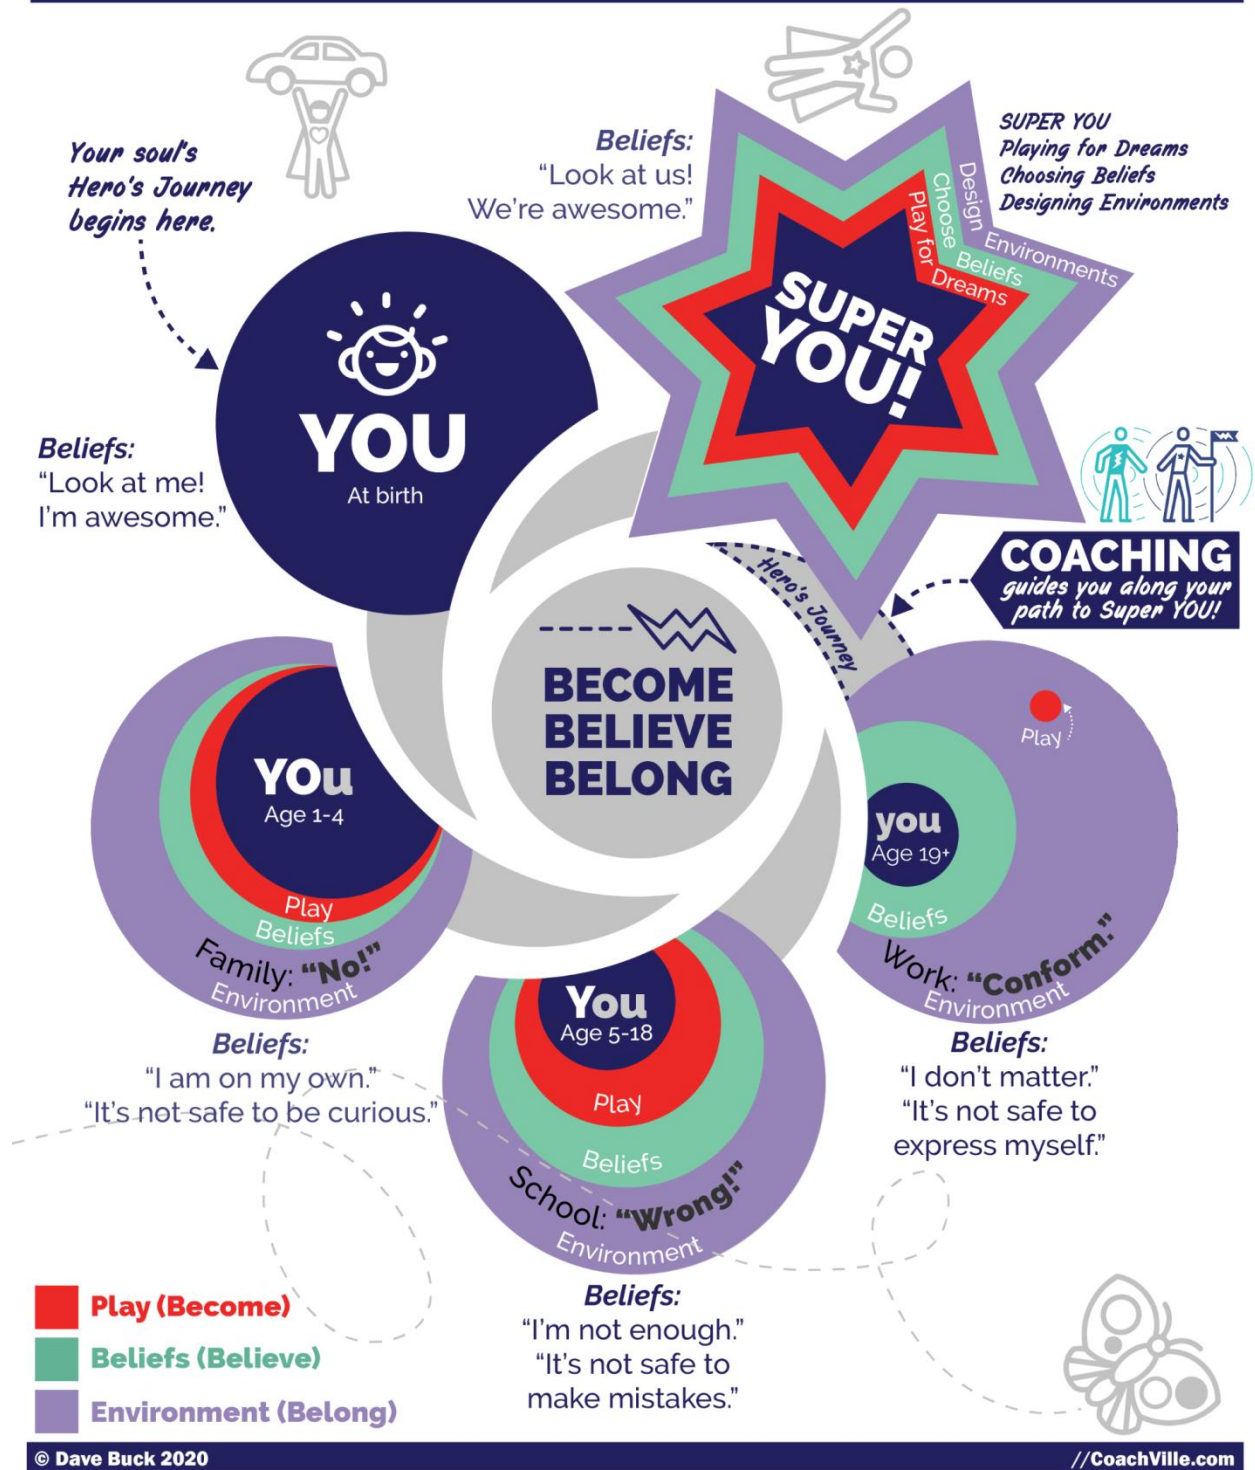 Your soul's
Hero's Journey
begins here.
Beliefs:
“Look at me!
I'm awesome.”
YOU
At birth
YOu
Age 1-4
Play
Beliefs
Family: “No!”
Environment
Beliefs:
“I am on my own.”
“It's not safe to be curious.”
You
Age 5-18
Play
Beliefs
School: “Wrong!”
Environment
Beliefs:
“I'm not enough.”
“It's not safe to
make mistakes.”
you
Age 19+
Play
Beliefs
Work: “Conform.”
Environment
Beliefs:
“I don't matter.”
“It's not safe to
express myself.”
Hero's Journey
COACHING
guides you along your
path to Super YOU!
Beliefs:
“Look at us!
We're awesome.”
SUPER
YOU!
Play for Dreams
Choose Beliefs
Design Environments
SUPER YOU
Playing for Dreams
Choosing Beliefs
Designing Environments
BECOME
BELIEVE
BELONG
Play (Become)
Beliefs (Believe)
Environment (Belong)
© Dave Buck 2020
//CoachVille.com